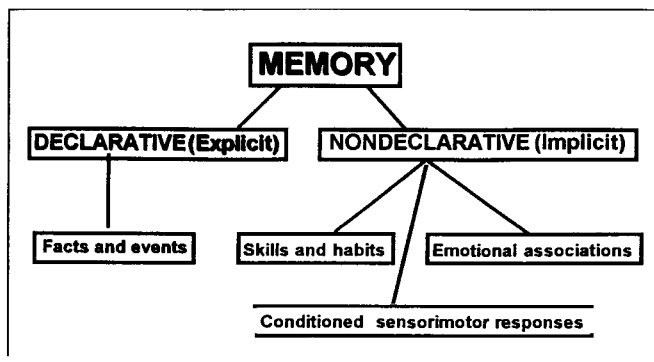 MEMORY
DECLARATIVE (Explicit)
NONDECLARATIVE (Implicit)
Facts and events
Skills and habits
Emotional associations
Conditioned sensorimotor responses